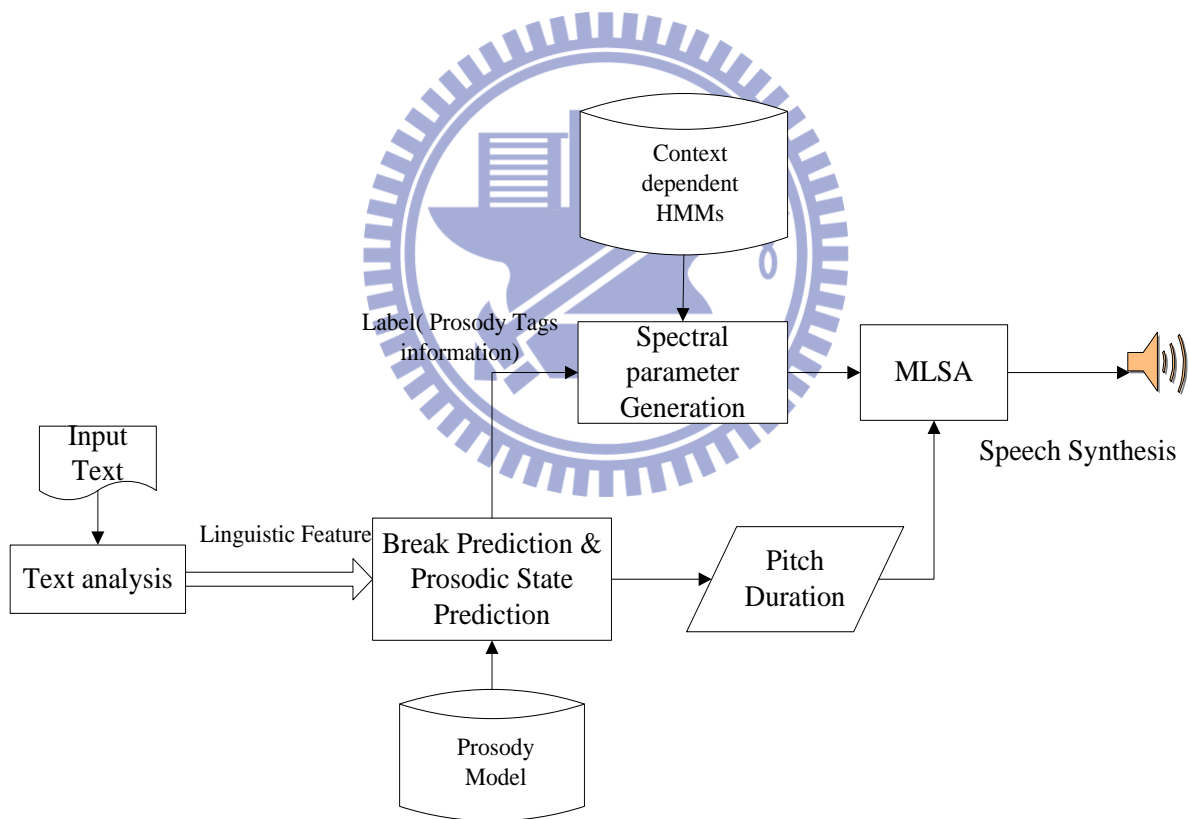 Context
dependent
HMMs
Label( Prosody Tags
information)
Spectral
parameter
Generation
MLSA
Speech Synthesis
Input
Text
Text analysis
Linguistic Feature
Break Prediction &
Prosodic State
Prediction
Pitch
Duration
Prosody
Model